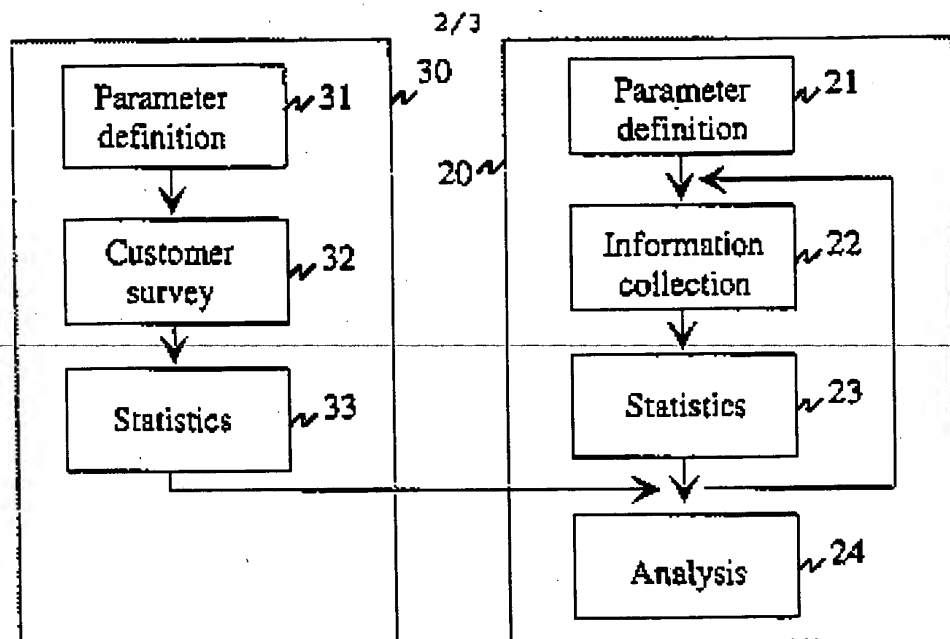 2/3
Parameter
definition
31
30
Customer
survey
32
Statistics
33
Parameter
definition
21
20
Information
collection
22
Statistics
23
Analysis
24